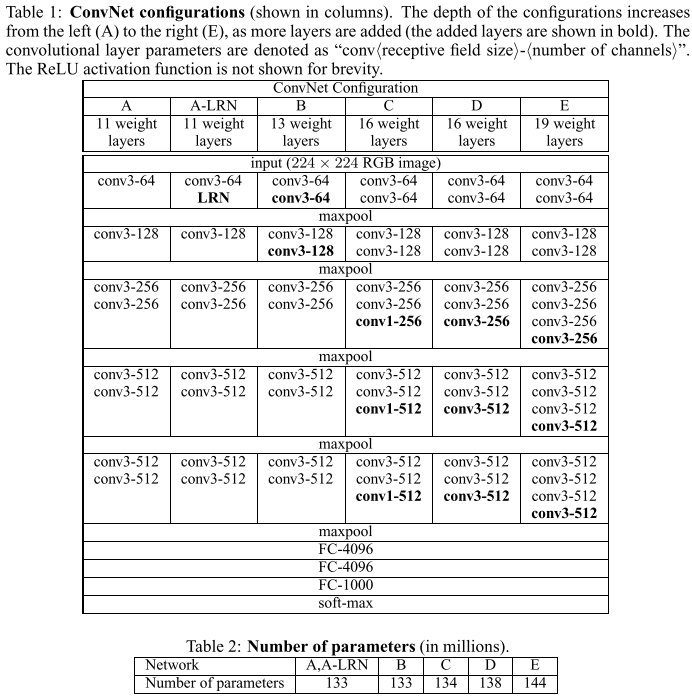 Table 1: ConvNet configurations (shown in columns). The depth of the configurations increases
from the left (A) to the right (E), as more layers are added (the added layers are shown in bold). The
convolutional layer parameters are denoted as “conv⟨receptive field size⟩-⟨number of channels⟩”.
The ReLU activation function is not shown for brevity.
ConvNet Configuration
A A-LRN B C D E
11 weight 11 weight 13 weight 16 weight 16 weight 19 weight
layers layers layers layers layers layers
input (224 × 224 RGB image)
conv3-64 conv3-64 conv3-64 conv3-64 conv3-64 conv3-64
LRN conv3-64 conv3-64 conv3-64 conv3-64
maxpool
conv3-128 conv3-128 conv3-128 conv3-128 conv3-128 conv3-128
conv3-128 conv3-128 conv3-128 conv3-128
maxpool
conv3-256 conv3-256 conv3-256 conv3-256 conv3-256 conv3-256
conv3-256 conv3-256 conv3-256 conv3-256 conv3-256 conv3-256
conv1-256 conv3-256 conv3-256
conv3-256
maxpool
conv3-512 conv3-512 conv3-512 conv3-512 conv3-512 conv3-512
conv3-512 conv3-512 conv3-512 conv3-512 conv3-512 conv3-512
conv1-512 conv3-512 conv3-512
conv3-512
maxpool
conv3-512 conv3-512 conv3-512 conv3-512 conv3-512 conv3-512
conv3-512 conv3-512 conv3-512 conv3-512 conv3-512 conv3-512
conv1-512 conv3-512 conv3-512
conv3-512
maxpool
FC-4096
FC-4096
FC-1000
soft-max
Table 2: Number of parameters (in millions).
Network A,A-LRN B C D E
Number of parameters 133 133 134 138 144